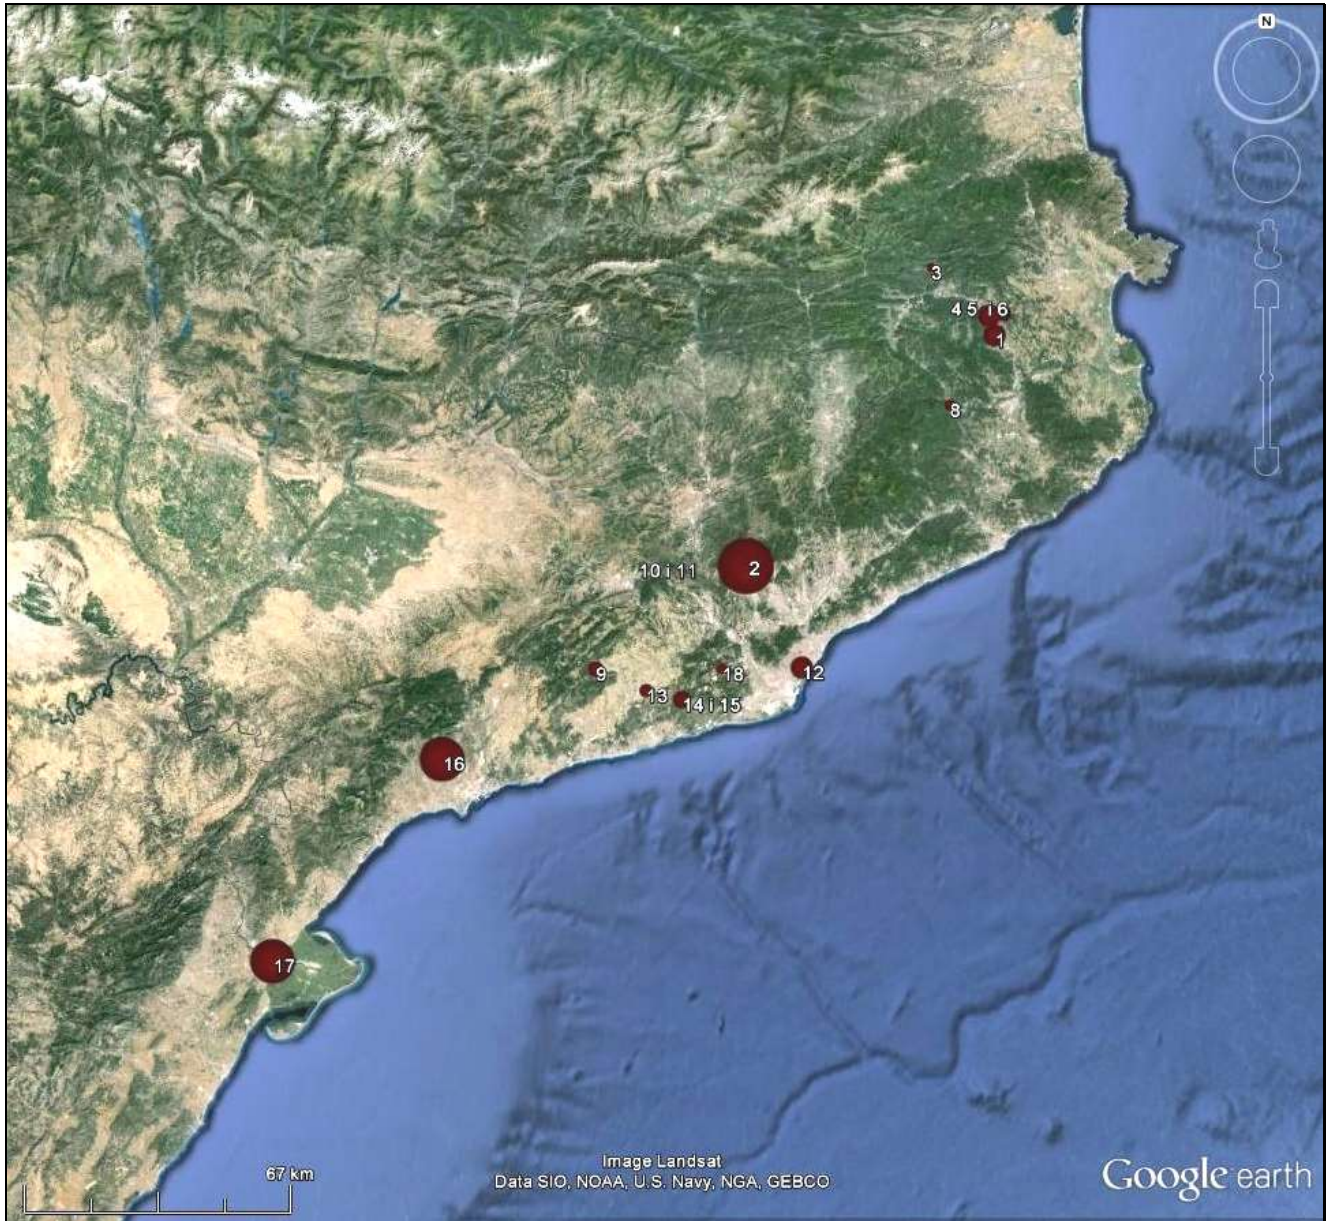 N
3
4 5 i 6
1
8
2
10 i 11
9
18
12
13
14 i 15
16
17
67 km
Image Landsat
Data SIO, NOAA, U.S. Navy, NGA, GEBCO
Google earth